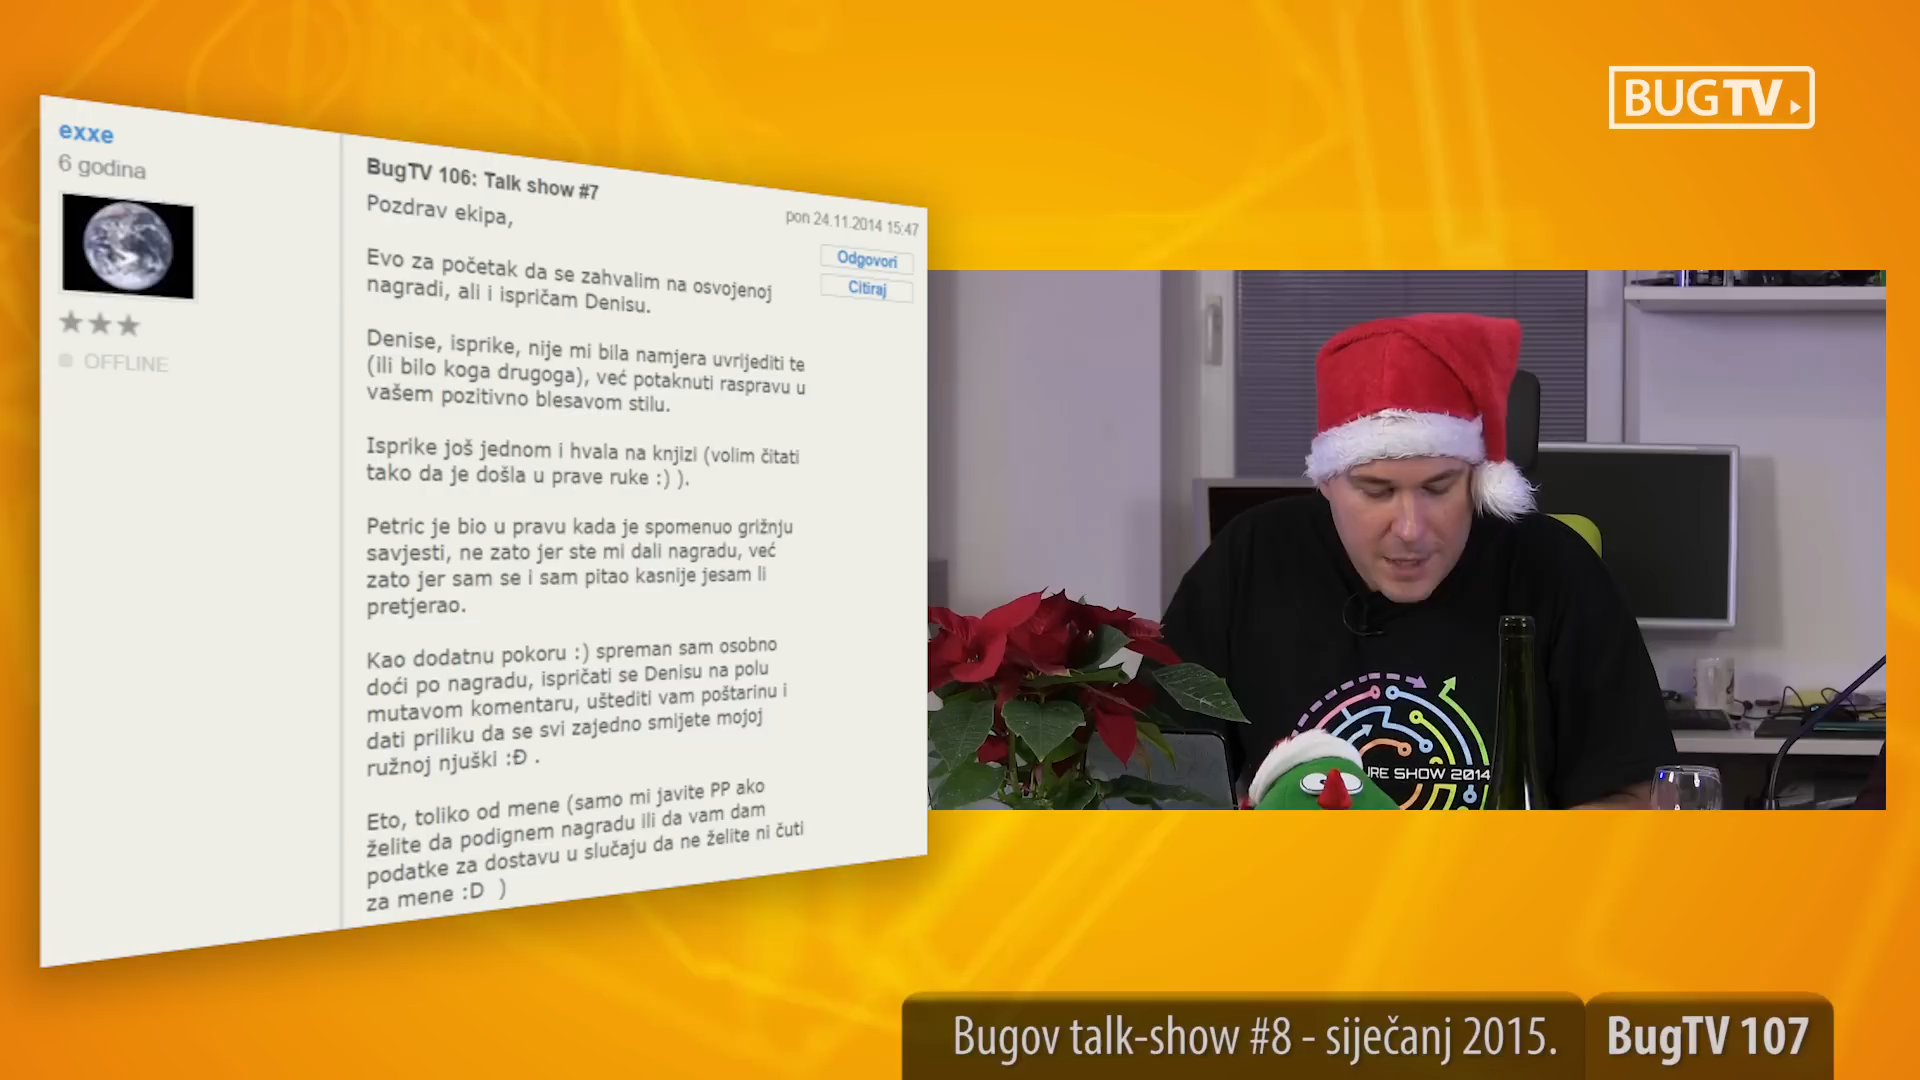 BUGTV
exxe
6 godina
OFFLINE
BugTV 106: Talk show #7
pon 24.11.2014 15:47
Odgovori
Citiraj
Pozdrav ekipa,
Evo za početak da se zahvalim na osvojenoj
nagradi, ali i ispričam Denisu.
Denise, isprike, nije mi bila namjera uvrijediti te
(ili bilo koga drugoga), već potaknuti raspravu u
vašem pozitivno blesavom stilu.
Isprike još jednom i hvala na knjizi (volim čitati
tako da je došla u prave ruke :) ).
Petric je bio u pravu kada je spomenuo grižnju
savjesti, ne zato jer ste mi dali nagradu, već
zato jer sam se i sam pitao kasnije jesam li
pretjerao.
Kao dodatnu pokoru :) spreman sam osobno
doći po nagradu, ispričati se Denisu na polu
mutavom komentaru, uštediti vam poštarinu i
dati priliku da se svi zajedno smijete mojoj
ružnoj njuški :Đ .
Eto, toliko od mene (samo mi javite PP ako
želite da podignem nagradu ili da vam dam
podatke za dostavu u slučaju da ne želite ni čuti
za mene :D )
URE SHOW 2014
Bugov talk-show #8 - siječanj 2015.
BugTV 107